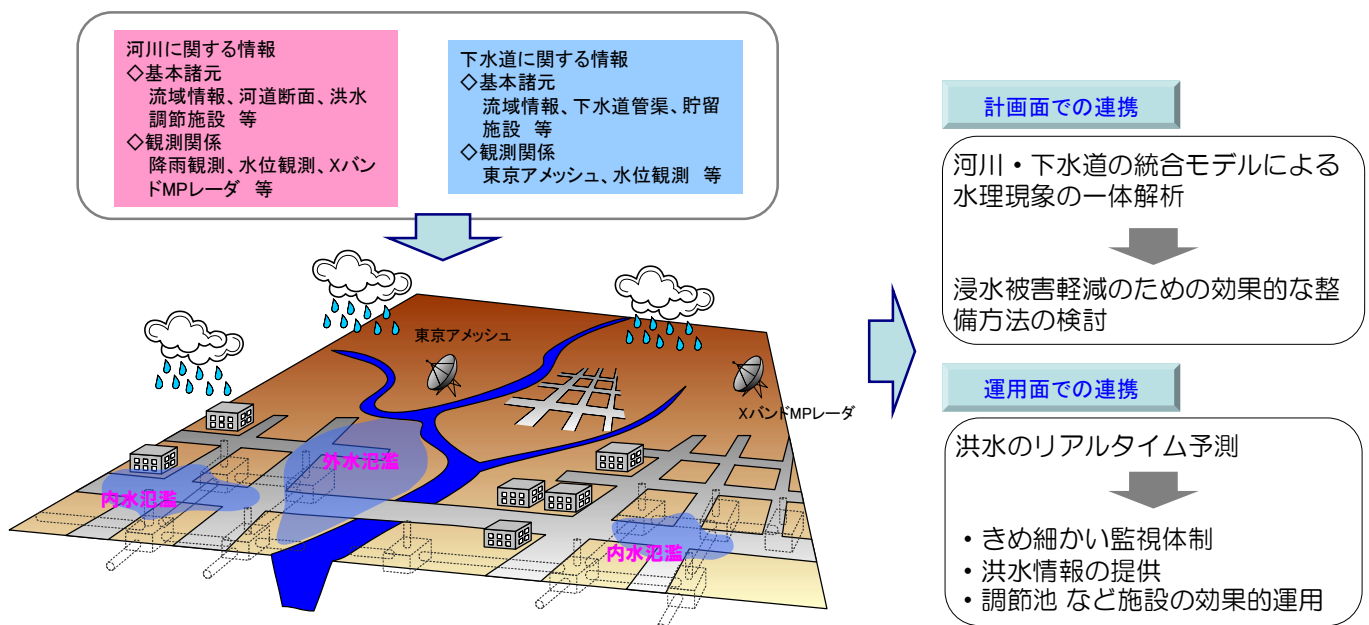 河川に関する情報
◇基本諸元
流域情報、河道断面、洪水
調節施設 等
◇観測関係
降雨観測、水位観測、Xバン
ドMPレーダ 等
下水道に関する情報
◇基本諸元
流域情報、下水道管渠、貯留
施設 等
◇観測関係
東京アメッシュ、水位観測 等
東京アメッシュ
XバンドMPレーダ
外水氾濫
内水氾濫
内水氾濫
計画面での連携
河川・下水道の統合モデルによる
水理現象の一体解析
浸水被害軽減のための効果的な整
備方法の検討
運用面での連携
洪水のリアルタイム予測
・きめ細かい監視体制
・洪水情報の提供
・調節池 など施設の効果的運用